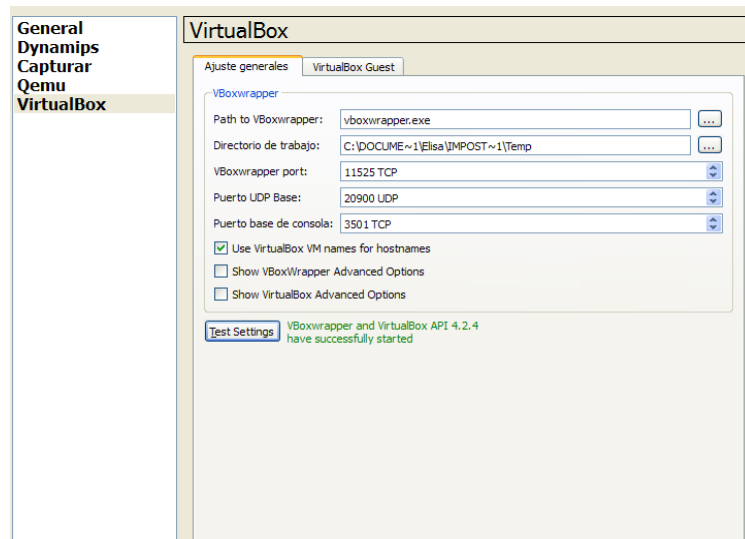 General
Dynamips
Capturar
Qemu
VirtualBox
VirtualBox
Ajuste generales
VirtualBox Guest
VBoxwrapper
Path to VBoxwrapper:
vboxwrapper.exe
...
Directorio de trabajo:
C:\DOCUME~1\Elisa\IMPOST~1\Temp
...
VBoxwrapper port:
11525 TCP
Puerto UDP Base:
20900 UDP
Puerto base de consola:
3501 TCP
Use VirtualBox VM names for hostnames
Show VBoxWrapper Advanced Options
Show VirtualBox Advanced Options
Test Settings
VBoxwrapper and VirtualBox API 4.2.4
have successfully started